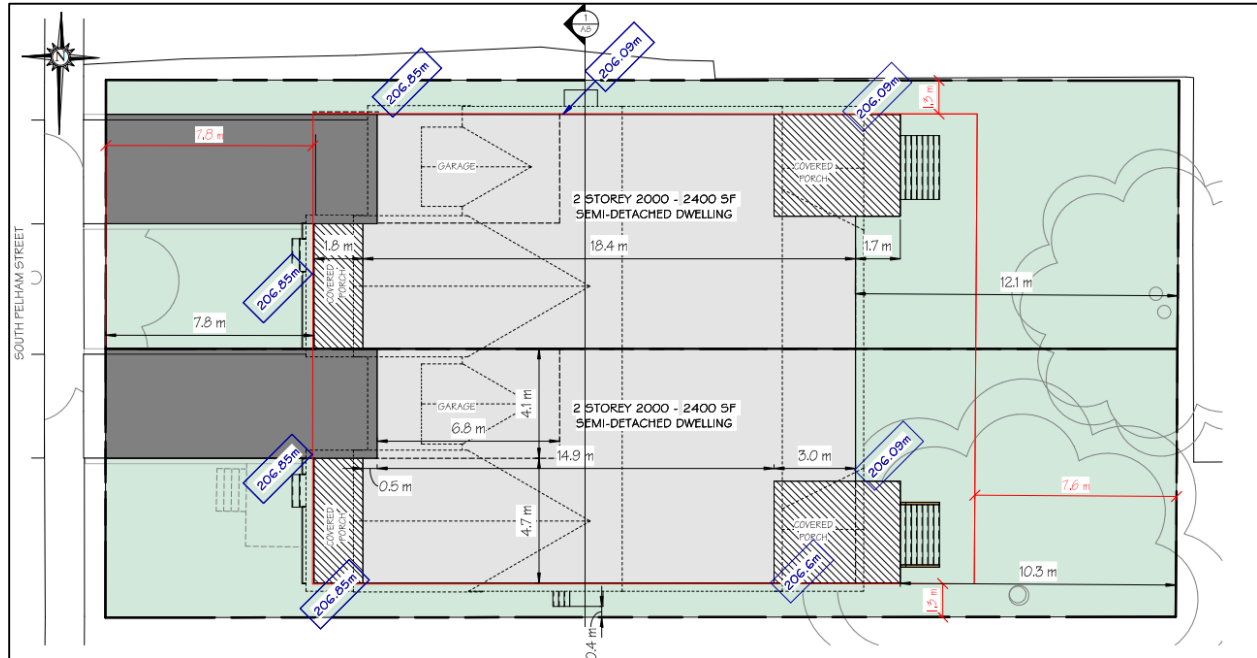 N
1
A8
206.85m
206.09m
206.09m
1.3 m
7.8 m
GARAGE
COVERED
PORCH
2 STOREY 2000 - 2400 SF
SEMI-DETACHED DWELLING
SOUTH PELHAM STREET
1.8 m
18.4 m
1.7 m
206.85m
COVERED
PORCH
12.1 m
7.8 m
GARAGE
4.1 m
2 STOREY 2000 - 2400 SF
SEMI-DETACHED DWELLING
6.8 m
206.85m
14.9 m
3.0 m
206.09m
0.5 m
7.6 m
COVERED
PORCH
4.7 m
COVERED
PORCH
206.85m
206.6m
10.3 m
1.3 m
0.4 m